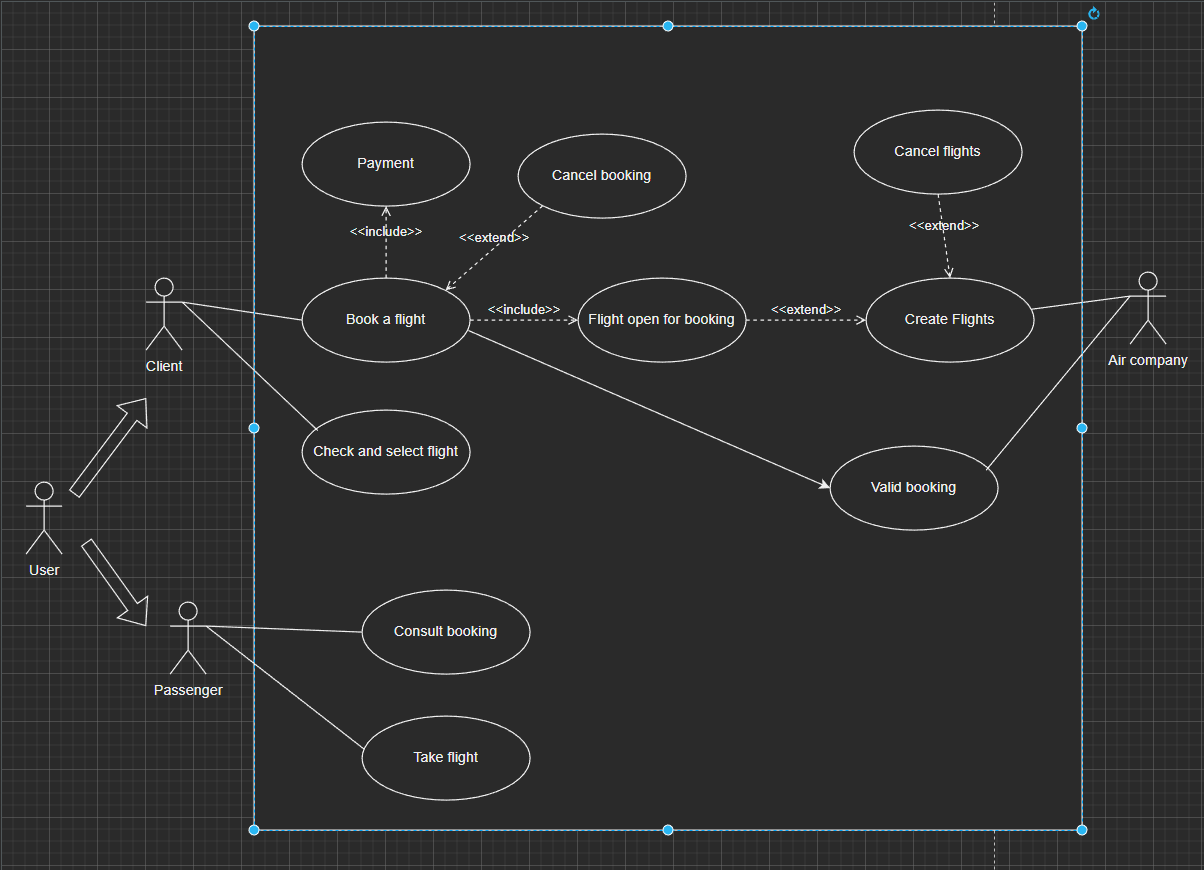 Cancel flights
Payment
Cancel booking
<<extend>>
<<include>>
<<extend>>
<<include>>
<<extend>>
Book a flight
Flight open for booking
Create Flights
Client
Air company
Check and select flight
Valid booking
User
Consult booking
Passenger
Take flight